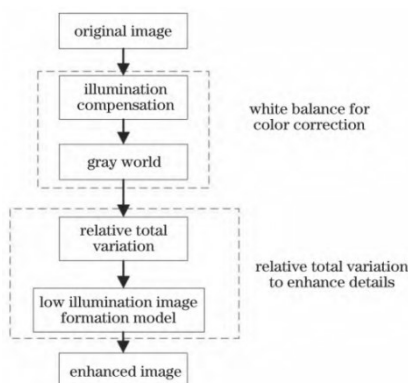 original image
illumination
compensation
white balance for
color correction
gray world
relative total
variation
relative total variation
to enhance details
low illumination image
formation model
enhanced image